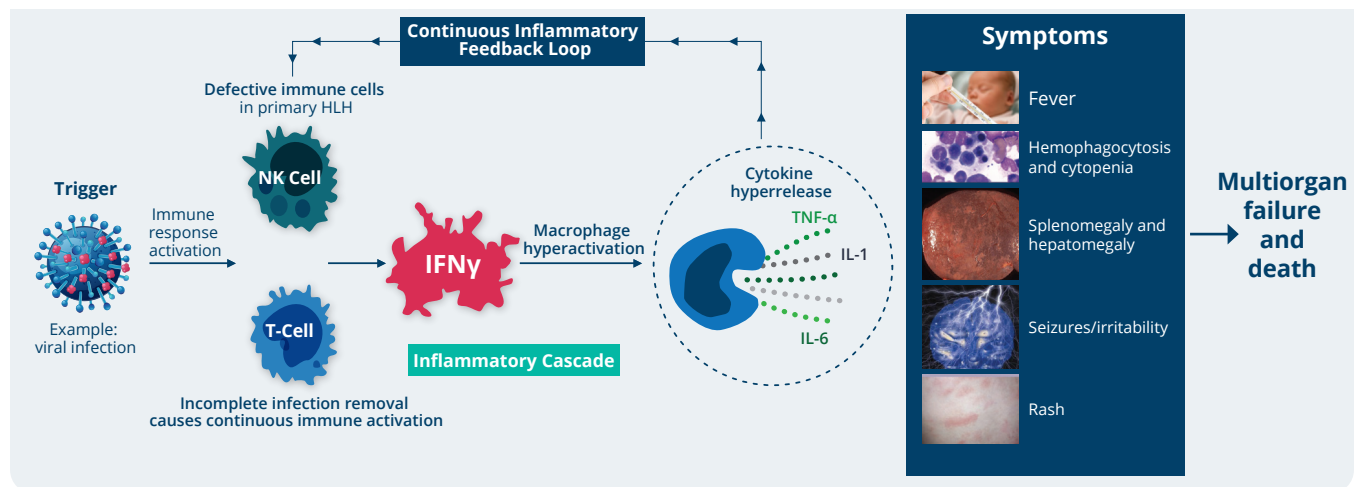 Continuous Inflammatory
Feedback Loop
Defective immune cells
in primary HLH
NK Cell
Trigger
Immune
response
activation
Example:
viral infection
T-Cell
Incomplete infection removal
causes continuous immune activation
IFNγ
Inflammatory Cascade
Macrophage
hyperactivation
Cytokine
hyperrelease
TNF-α
IL-1
IL-6
Symptoms
Fever
Hemophagocytosis
and cytopenia
Splenomegaly and
hepatomegaly
Seizures/irritability
Rash
Multiorgan
failure
and
death